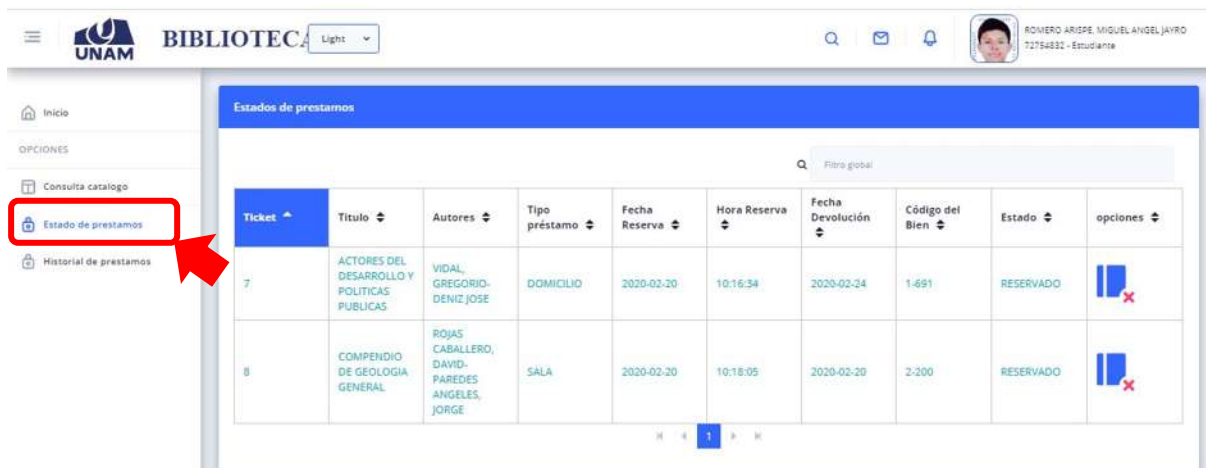 UNAM
BIBLIOTECA
Light
ROMERO ARISPE, MIGUEL ANGEL JAYRO
72754832 - Estudiante
Inicio
OPCIONES
Consulta catalogo
Estado de prestamos
Historial de prestamos
Estados de prestamos
Filtro global
Ticket
Titulo
Autores
Tipo
préstamo
Fecha
Reserva
Hora Reserva
Fecha
Devolución
Código del
Bien
Estado
opciones
7
ACTORES DEL
DESARROLLO Y
POLITICAS
PUBLICAS
VIDAL,
GREGORIO-
DENIZ JOSE
DOMICILIO
2020-02-20
10:16:34
2020-02-24
1-691
RESERVADO
8
COMPENDIO
DE GEOLOGIA
GENERAL
ROJAS
CABALLERO,
DAVID-
PAREDES
ANGELES,
JORGE
SALA
2020-02-20
10:18:05
2020-02-20
2-200
RESERVADO
1